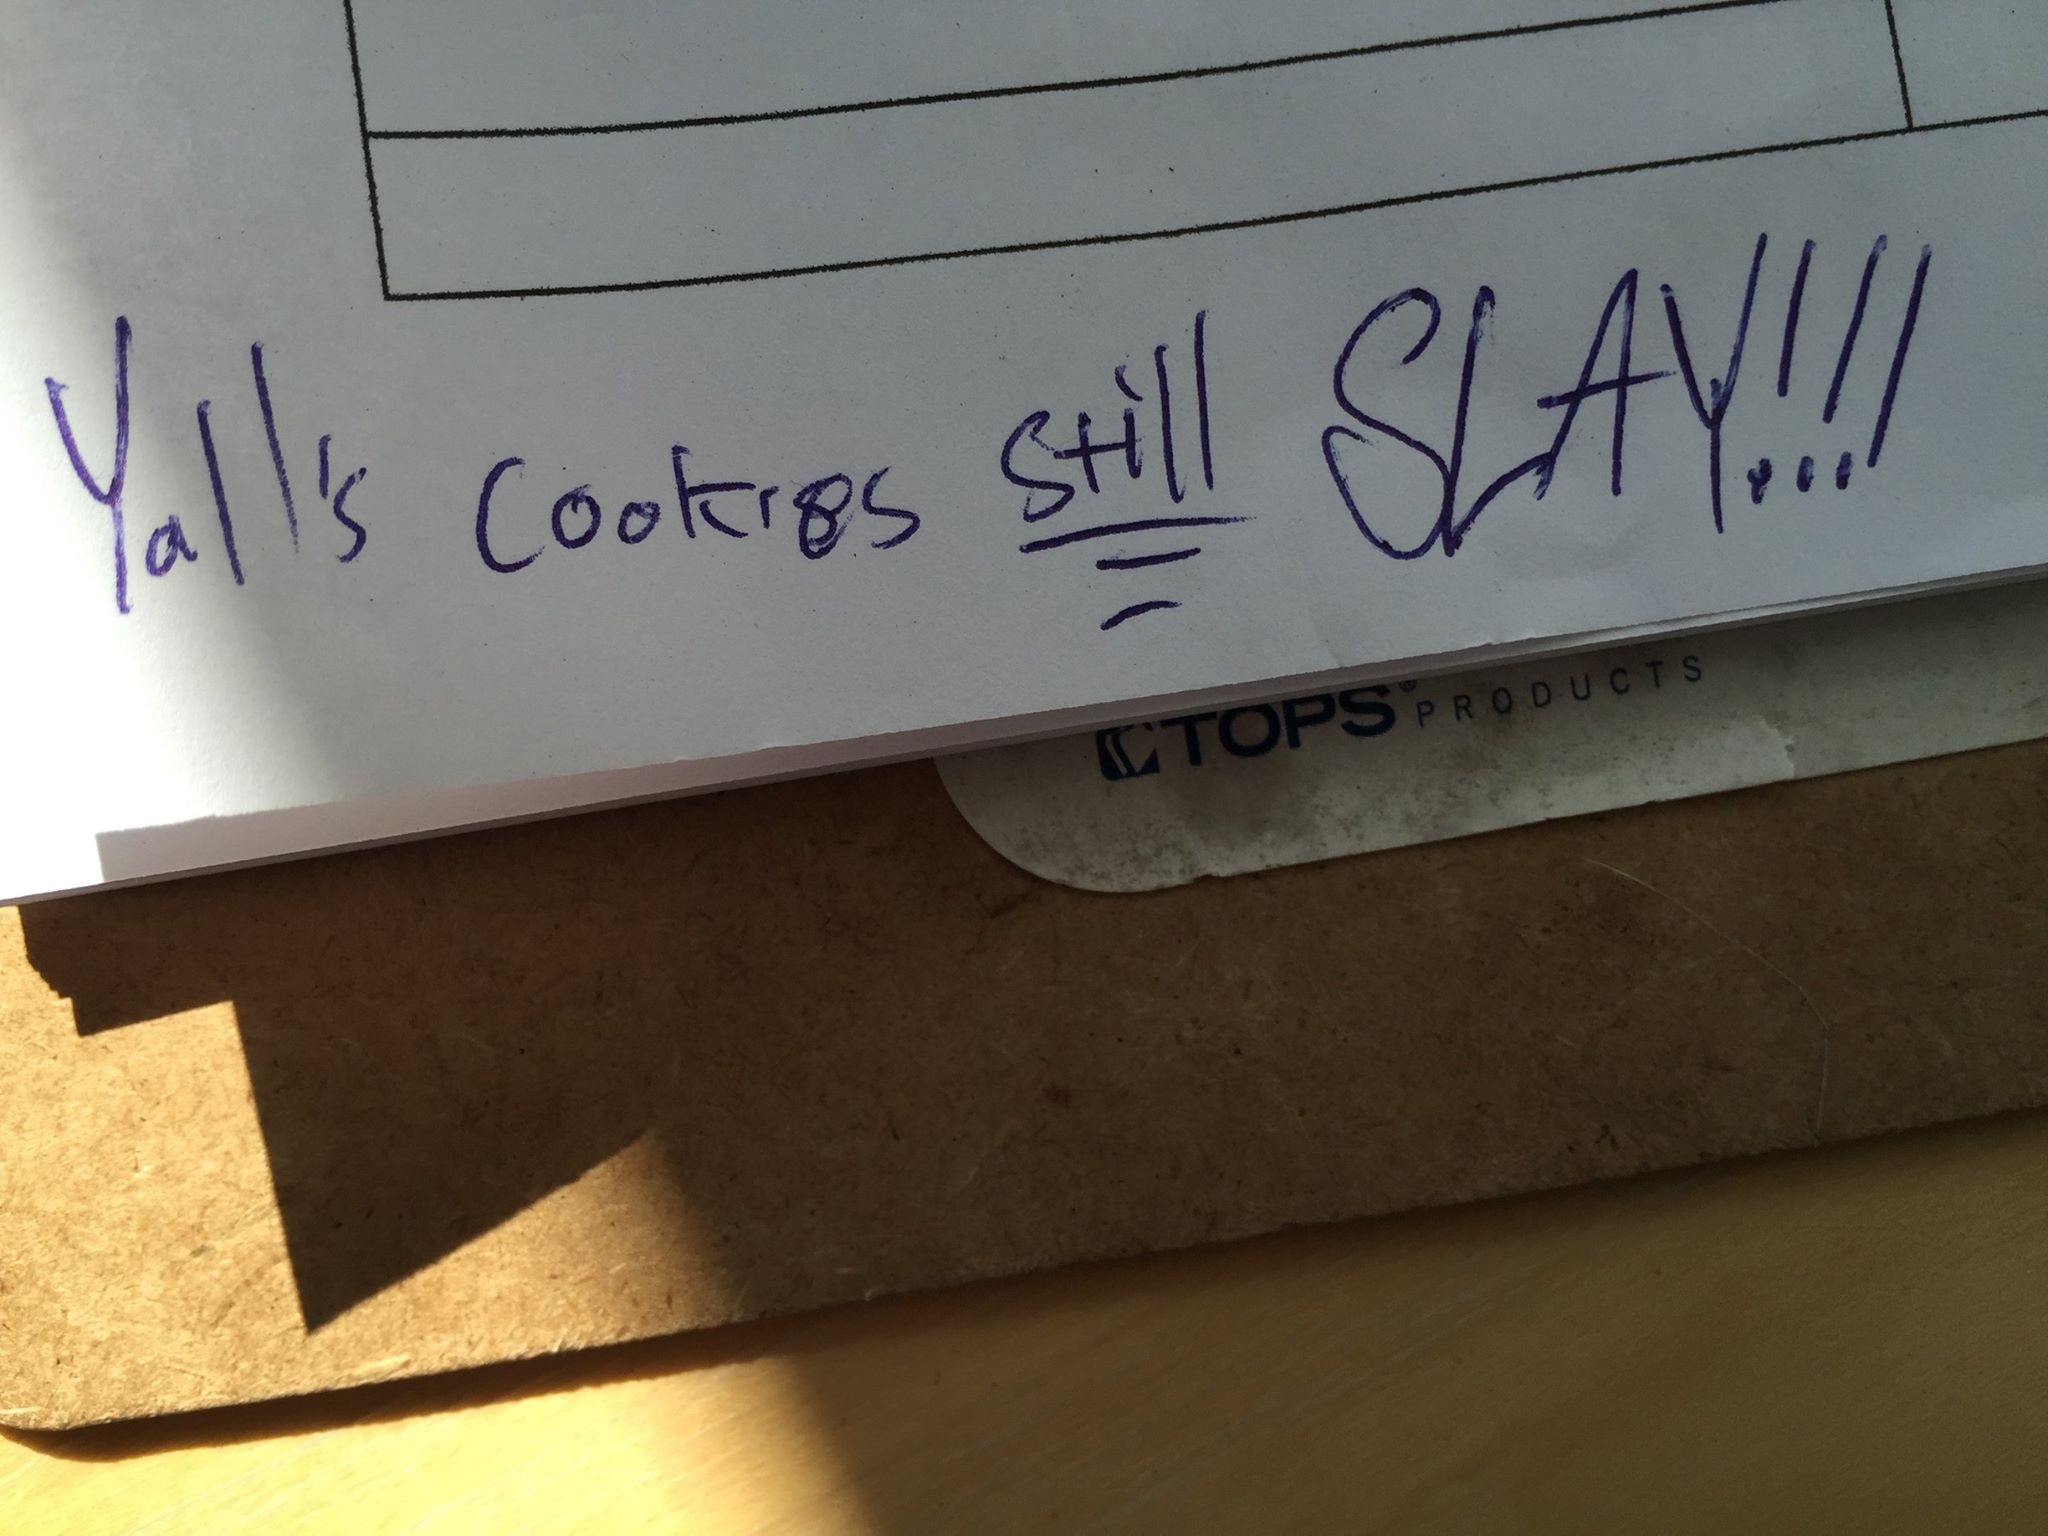 Yall's cookies still SLAY!!!
TOPS® PRODUCTS